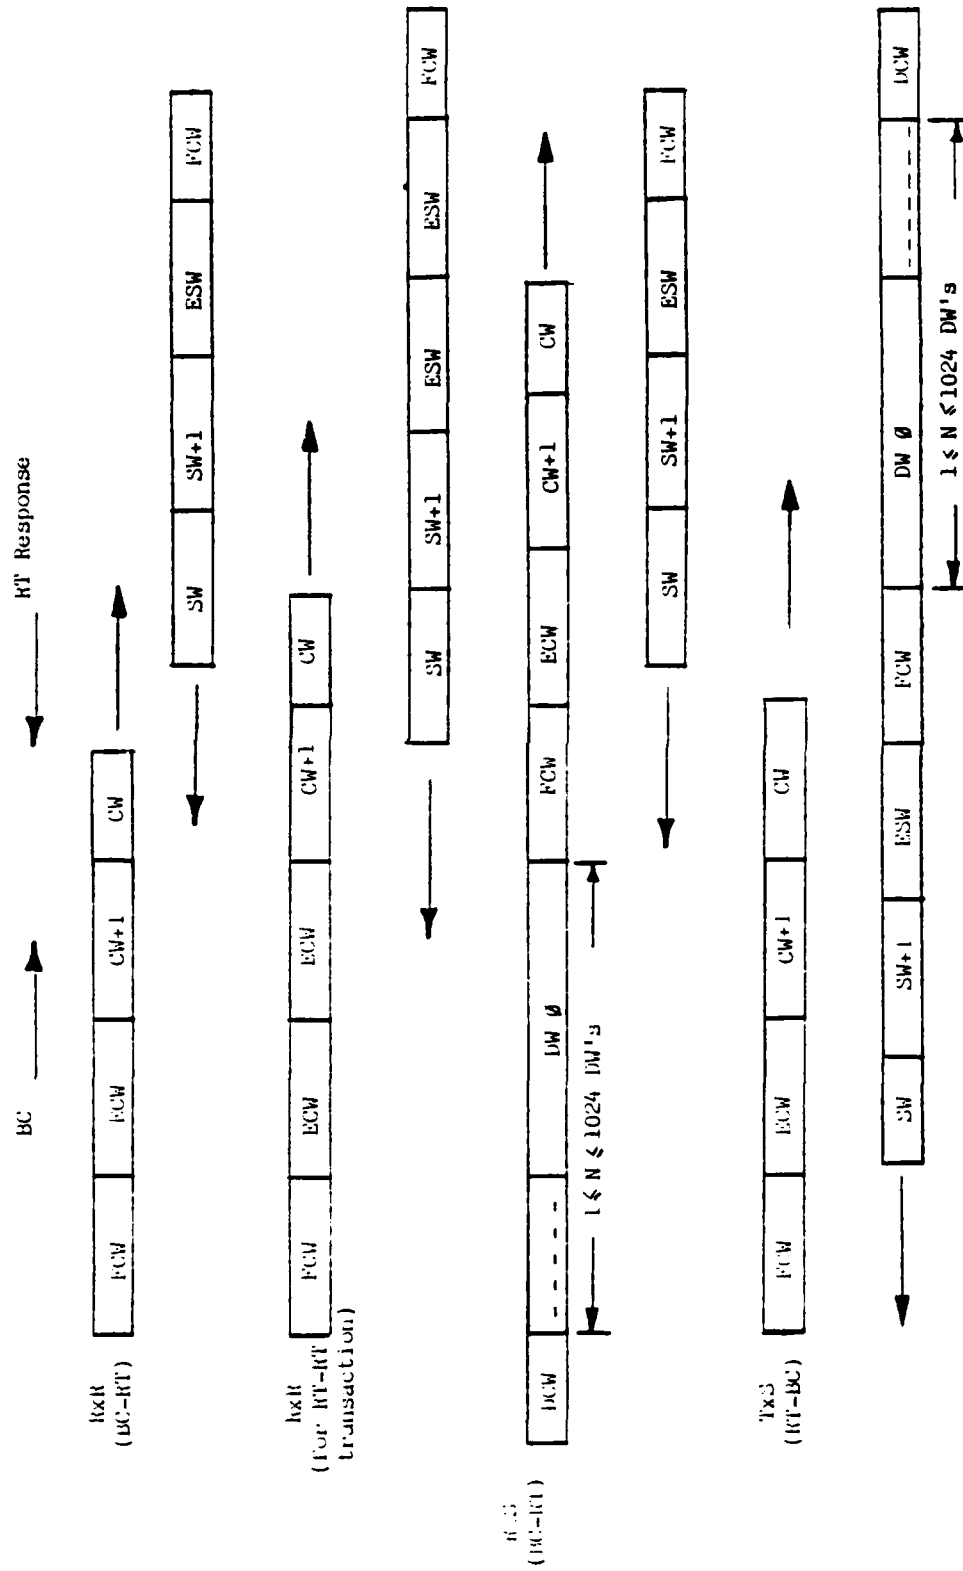 BC
RT Response
RxR
(BC-RT)
FCW
ECW
CW+1
CW
SW
SW+1
ESW
FCW
RxR
(For RT-RT
transaction)
FCW
ECW
ECW
CW+1
CW
SW
SW+1
ESW
ESW
FCW
(BC-RT)
DCW
DW Ø
FCW
ECW
CW+1
CW
1 ≤ N ≤ 1024 DW's
SW
SW+1
ESW
FCW
TxS
(RT-BC)
FCW
ECW
CW+1
CW
SW
SW+1
ESW
FCW
DW Ø
DCW
1 ≤ N ≤ 1024 DW's